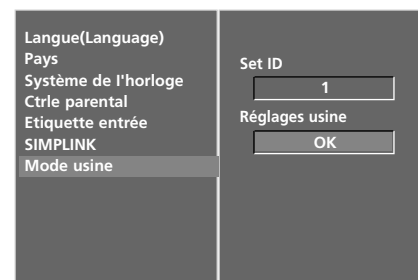 Langue(Language)
Pays
Système de l'horloge
Ctrle parental
Etiquette entrée
SIMPLINK
Mode usine
Set ID
1
Réglages usine
OK